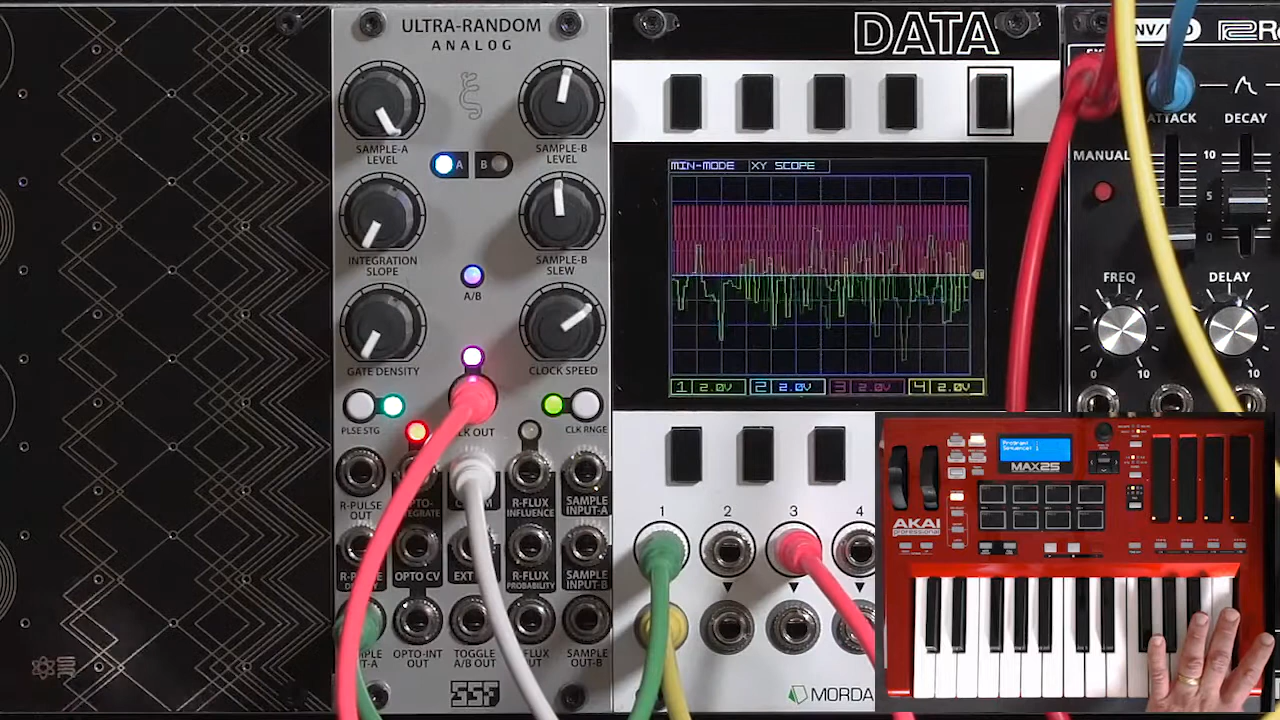 ULTRA-RANDOM
ANALOG
SAMPLE-A
LEVEL
SAMPLE-B
LEVEL
A B
INTEGRATION
SLOPE
SAMPLE-B
SLEW
A/B
GATE DENSITY
CLOCK SPEED
PLSE STG
CLK RNGE
LK OUT
R-PULSE
OUT
R-FLUX
INFLUENCE
SAMPLE
INPUT-A
OPTO CV
EXT
R-FLUX
PROBABILITY
SAMPLE
INPUT-B
OPTO-INT
OUT
TOGGLE
A/B OUT
SAMPLE
OUT-B
SSF
DATA
MIN-MODE XY SCOPE
1 2.0V 2 2.0V 3 2.0V 4 2.0V
1 2 3 4
MORDA
ATTACK DECAY
MANUAL
10
5
0
FREQ DELAY
0 10 0 10
Program:
Sequence: 1
MAX25
AKAI
professional